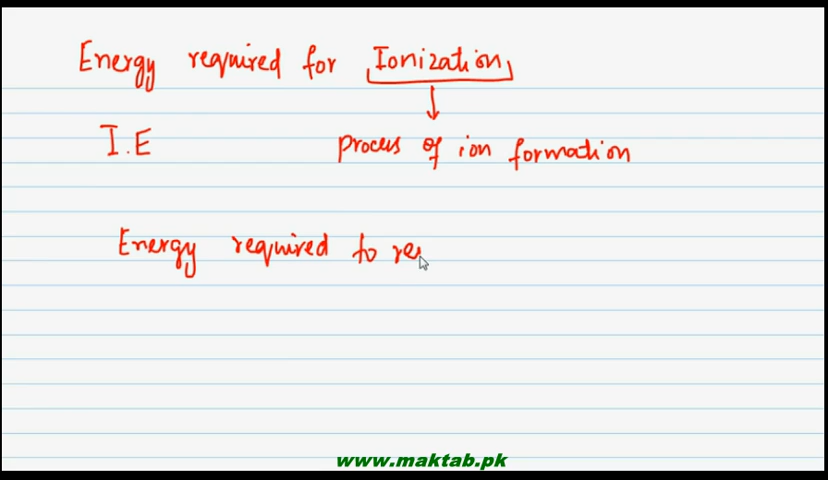 Energy required for Ionization
I.E
process of ion formation
Energy required to re
www.maktab.pk